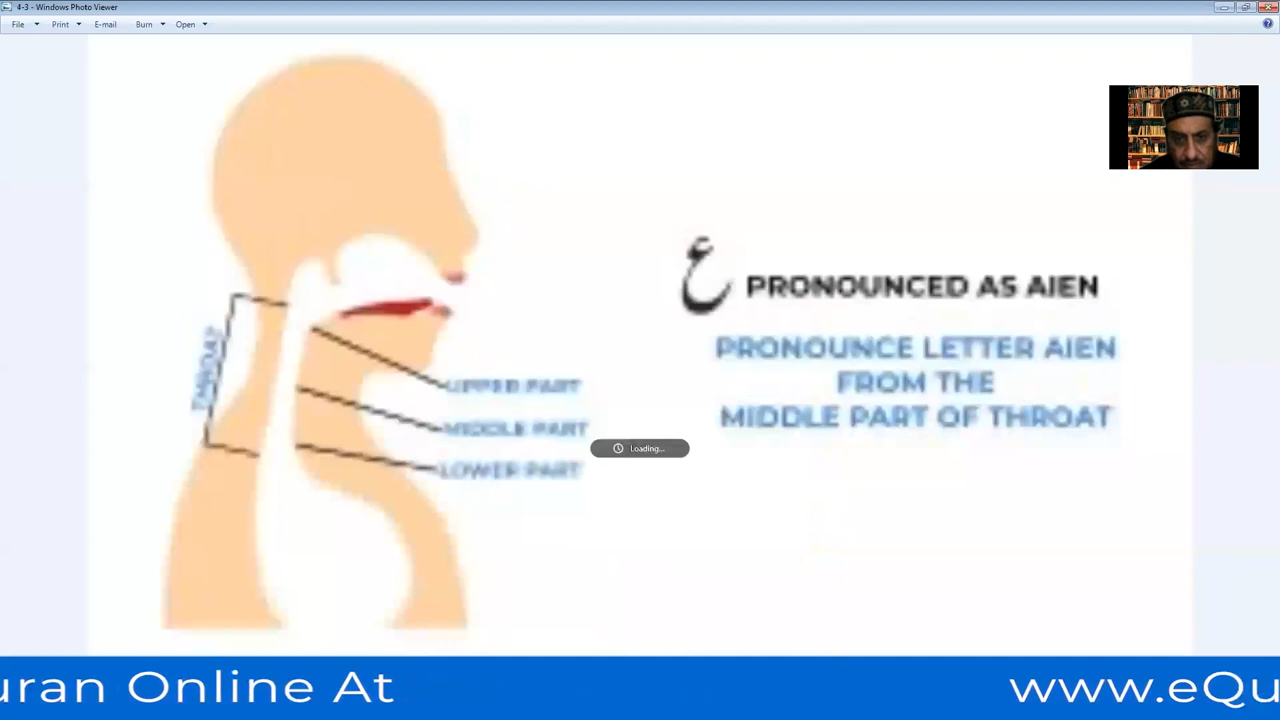 4-3 - Windows Photo Viewer
File Print E-mail Burn Open
ع PRONOUNCED AS AIEN
PRONOUNCE LETTER AIEN
FROM THE
MIDDLE PART OF THROAT
THROAT
UPPER PART
MIDDLE PART
LOWER PART
Loading...
uran Online At www.eQu